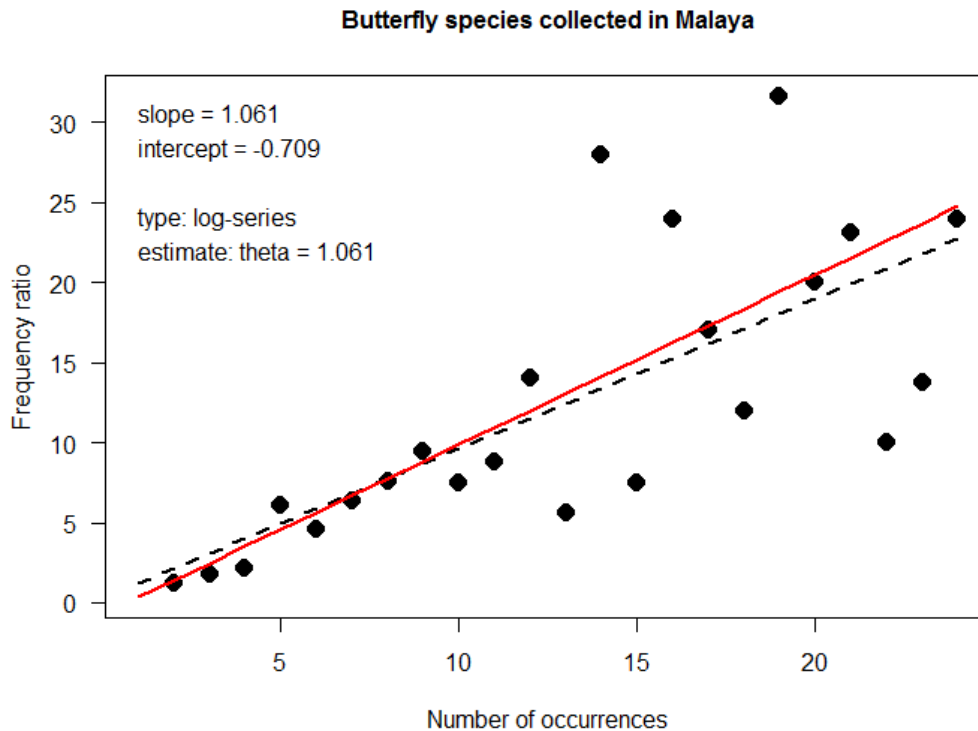 Butterfly species collected in Malaya
slope = 1.061
intercept = -0.709
type: log-series
estimate: theta = 1.061
Frequency ratio
30
25
20
15
10
5
0
5 10 15 20
Number of occurrences